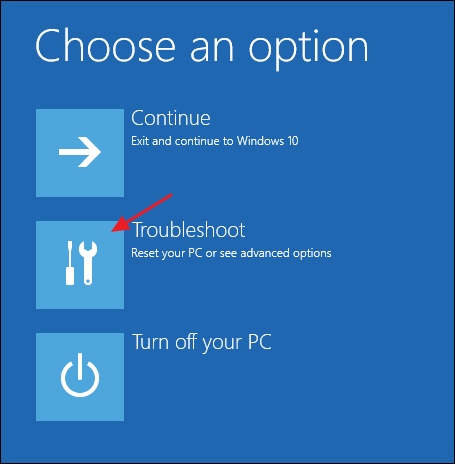 Choose an option
Continue
Exit and continue to Windows 10
Troubleshoot
Reset your PC or see advanced options
Turn off your PC